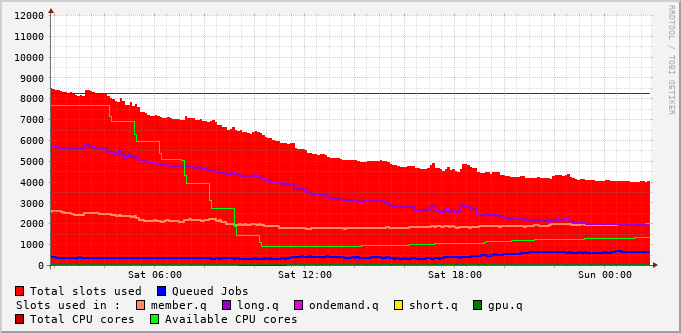 12000
11000
10000
9000
8000
7000
6000
5000
4000
3000
2000
1000
0
Sat 06:00 Sat 12:00 Sat 18:00 Sun 00:00
RRDTOOL / TOBI OETIKER
Total slots used Queued Jobs
Slots used in : member.q long.q ondemand.q short.q gpu.q
Total CPU cores Available CPU cores